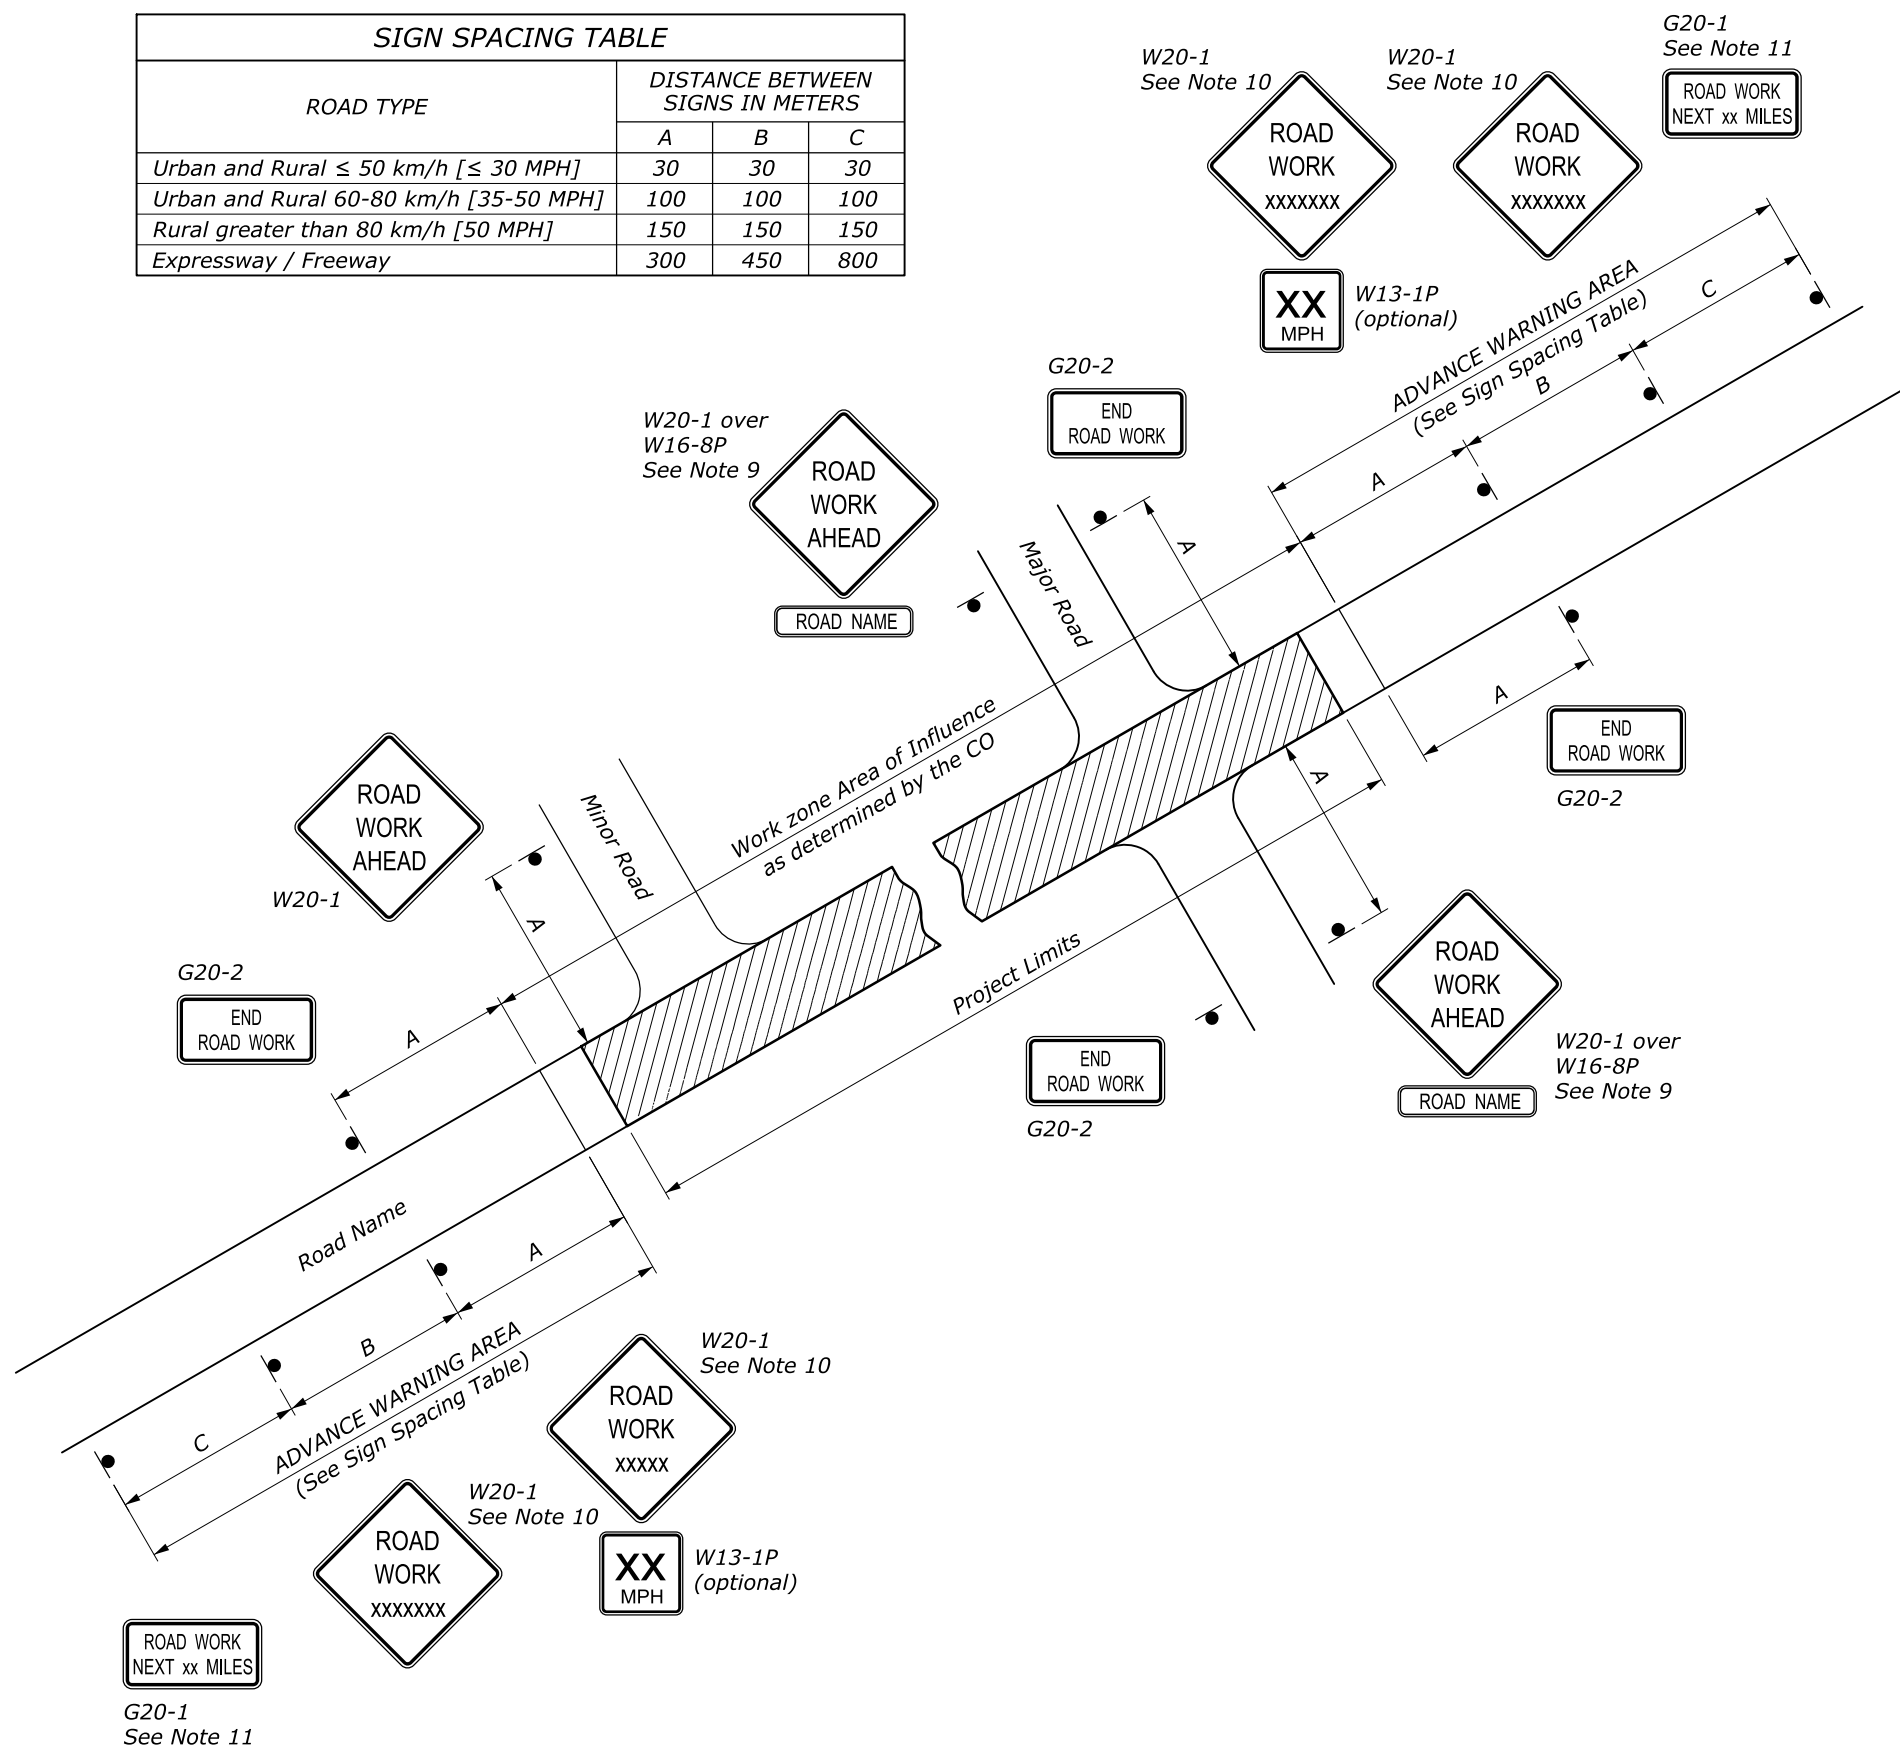 SIGN SPACING TABLE
ROAD TYPE
DISTANCE BETWEEN
SIGNS IN METERS
A B C
Urban and Rural ≤ 50 km/h [≤ 30 MPH] 30 30 30
Urban and Rural 60-80 km/h [35-50 MPH] 100 100 100
Rural greater than 80 km/h [50 MPH] 150 150 150
Expressway / Freeway 300 450 800
W20-1
See Note 10
ROAD
WORK
XXXXXXX
XX
MPH
W13-1P
(optional)
W20-1
See Note 10
ROAD
WORK
XXXXXXX
G20-1
See Note 11
ROAD WORK
NEXT xx MILES
ADVANCE WARNING AREA
(See Sign Spacing Table)
C
B
A
G20-2
END
ROAD WORK
W20-1 over
W16-8P
See Note 9
ROAD
WORK
AHEAD
ROAD NAME
Major Road
A
A
END
ROAD WORK
G20-2
Work zone Area of Influence
as determined by the CO
A
ROAD
WORK
AHEAD
W20-1
Minor Road
A
G20-2
END
ROAD WORK
A
Project Limits
ROAD
WORK
AHEAD
ROAD NAME
W20-1 over
W16-8P
See Note 9
END
ROAD WORK
G20-2
Road Name
A
B
C
ADVANCE WARNING AREA
(See Sign Spacing Table)
W20-1
See Note 10
ROAD
WORK
XXXXX
XX
MPH
W13-1P
(optional)
W20-1
See Note 10
ROAD
WORK
XXXXXXX
ROAD WORK
NEXT xx MILES
G20-1
See Note 11